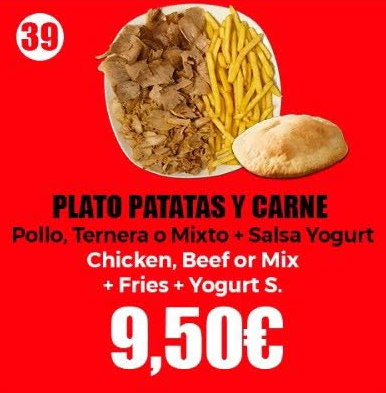 39
PLATO PATATAS Y CARNE
Pollo, Ternera o Mixto + Salsa Yogurt
Chicken, Beef or Mix
+ Fries + Yogurt S.
9,50€